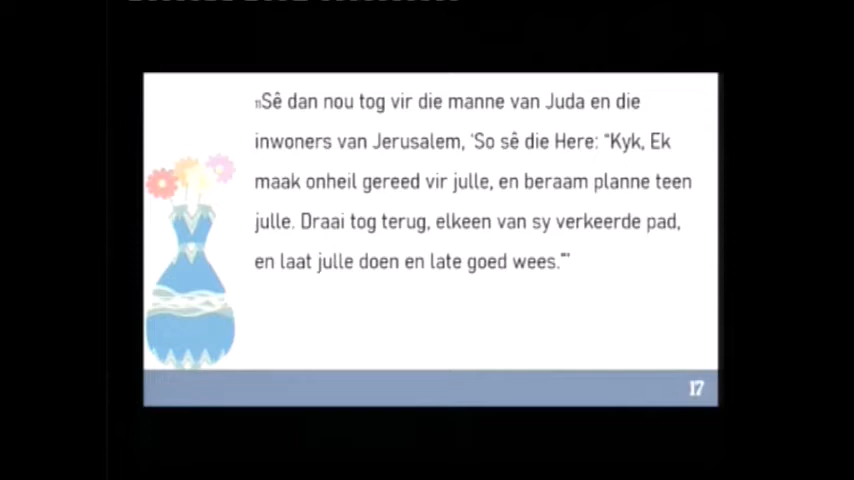 11Sê dan nou tog vir die manne van Juda en die
inwoners van Jerusalem, ‘So sê die Here: “Kyk, Ek
maak onheil gereed vir julle, en beraam planne teen
julle. Draai tog terug, elkeen van sy verkeerde pad,
en laat julle doen en late goed wees.”’
17